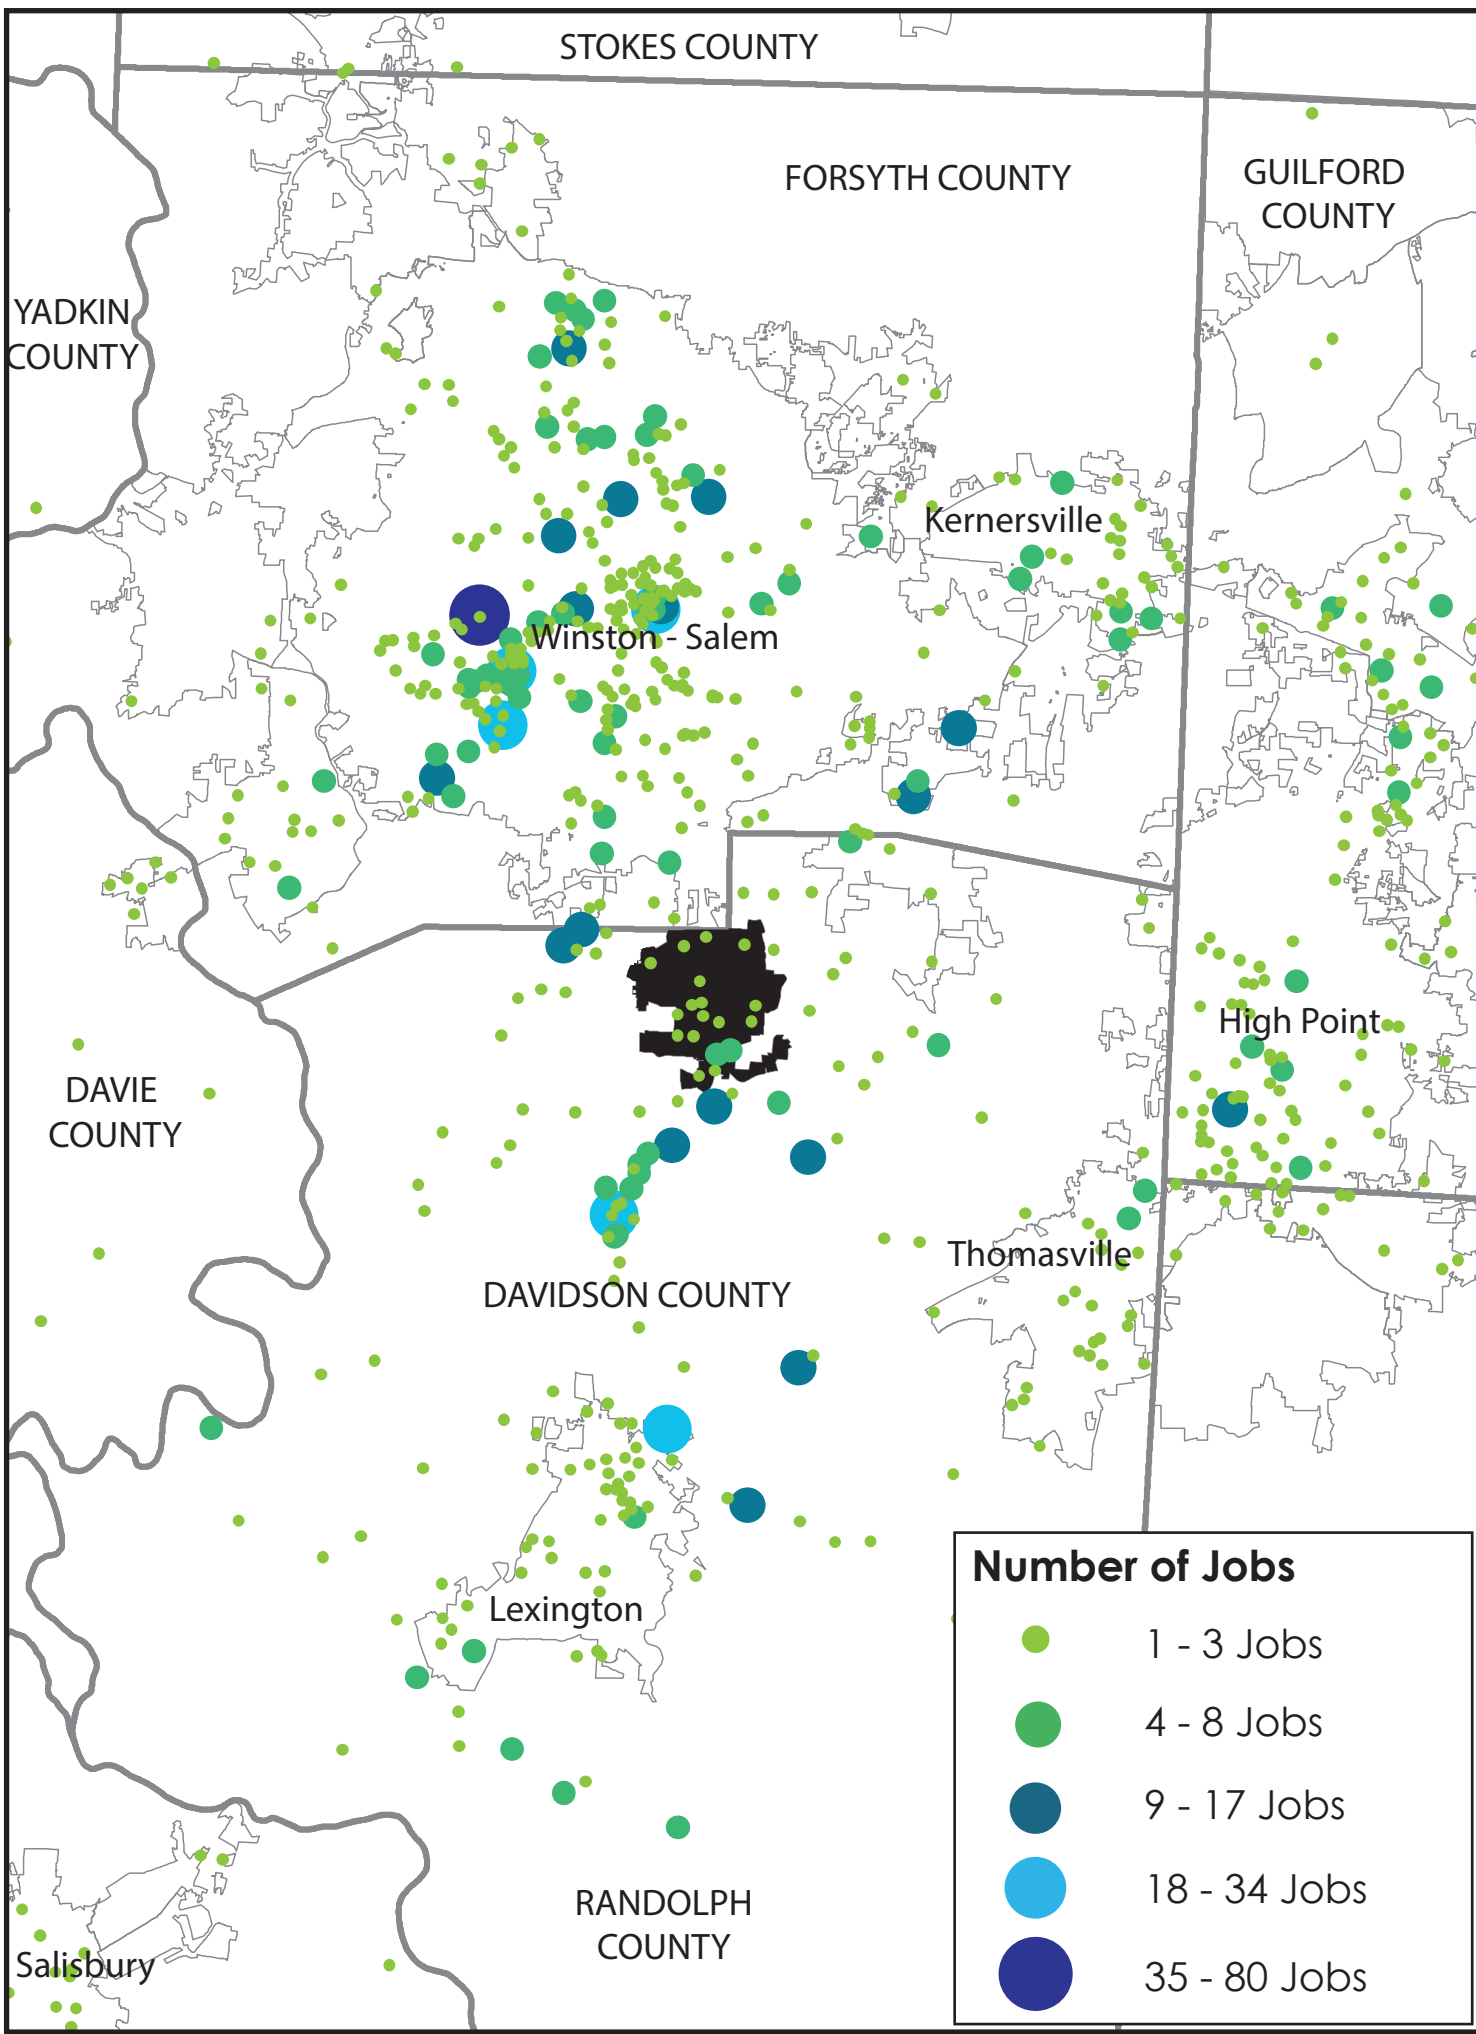 STOKES COUNTY
FORSYTH COUNTY
GUILFORD
COUNTY
YADKIN
COUNTY
Kernersville
Winston - Salem
High Point
DAVIE
COUNTY
Thomasville
DAVIDSON COUNTY
Lexington
RANDOLPH
COUNTY
Salisbury
Number of Jobs
1 - 3 Jobs
4 - 8 Jobs
9 - 17 Jobs
18 - 34 Jobs
35 - 80 Jobs